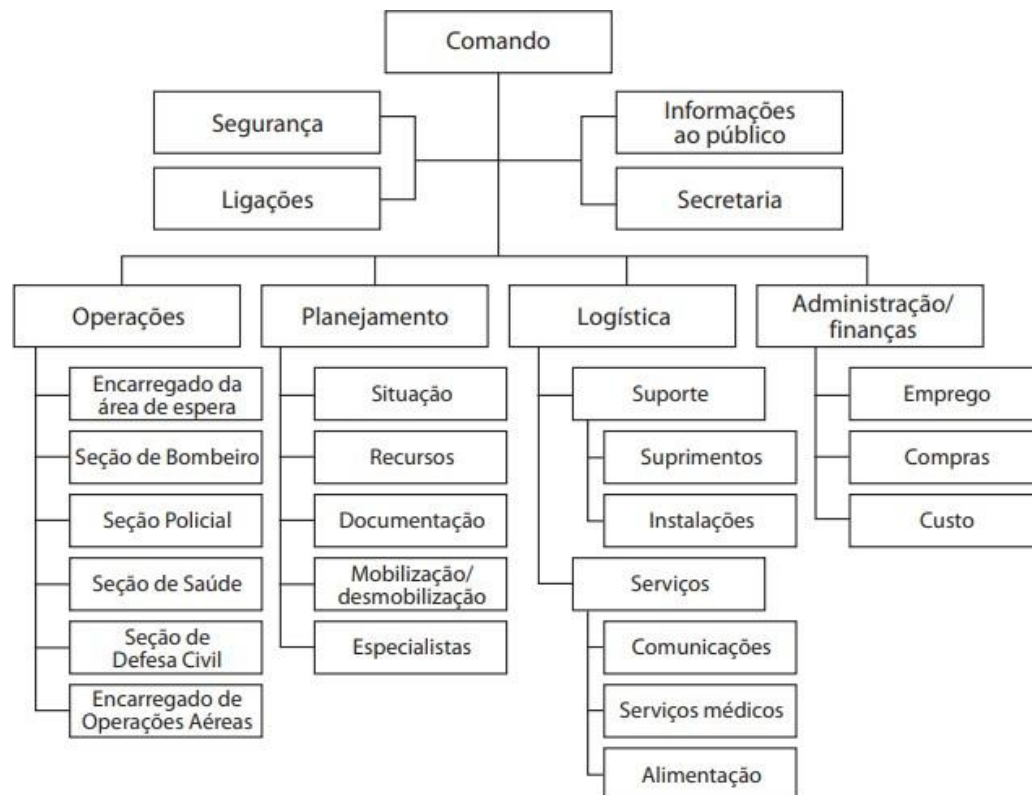 Comando
Segurança
Informações
ao público
Ligações
Secretaria
Operações
Planejamento
Logística
Administração/
finanças
Encarregado da
área de espera
Seção de Bombeiro
Seção Policial
Seção de Saúde
Seção de
Defesa Civil
Encarregado de
Operações Aéreas
Situação
Recursos
Documentação
Mobilização/
desmobilização
Especialistas
Suporte
Suprimentos
Instalações
Serviços
Comunicações
Serviços médicos
Alimentação
Emprego
Compras
Custo